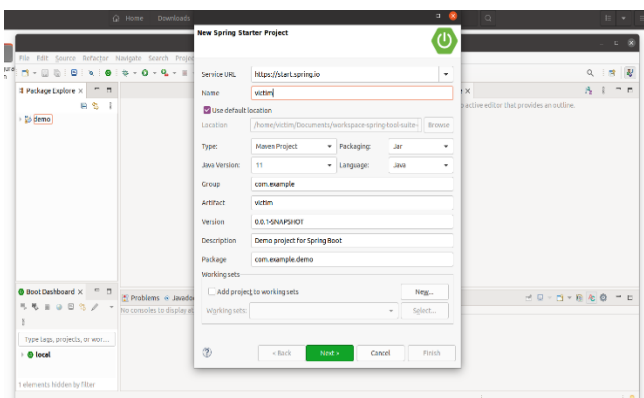 Home Downloads
New Spring Starter Project
File Edit Source Refactor Navigate Search Project
Package Explorer ×
demo
active editor that provides an outline.
Service URL https://start.spring.io
Name victim
Use default location
Location /home/victim/Documents/workspace-spring-tool-suite- Browse
Type: Maven Project Packaging: Jar
Java Version: 11 Language: Java
Group com.example
Artifact victim
Version 0.0.1-SNAPSHOT
Description Demo project for Spring Boot
Package com.example.demo
Working sets
Add project to working sets New...
Working sets: Select...
Boot Dashboard ×
Problems @ Javadoc
No consoles to display at
Type tags, projects, or wor...
local
elements hidden by filter
? < Back Next > Cancel Finish